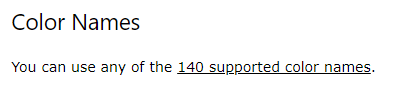 Color Names
You can use any of the 140 supported color names.